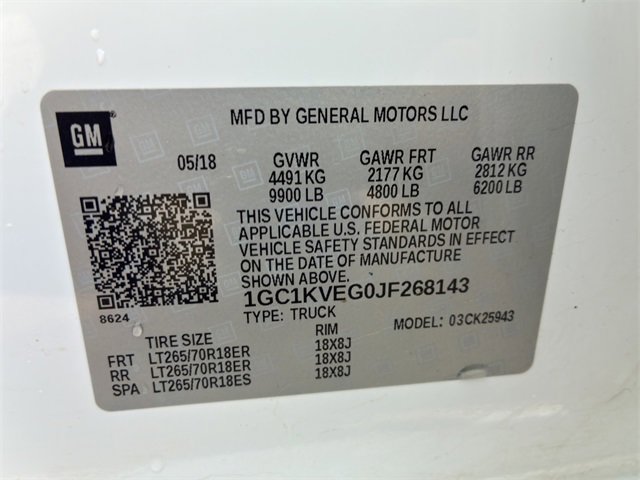 GM
MFD BY GENERAL MOTORS LLC
05/18 GVWR GAWR FRT GAWR RR
4491 KG 2177 KG 2812 KG
9900 LB 4800 LB 6200 LB
THIS VEHICLE CONFORMS TO ALL
APPLICABLE U.S. FEDERAL MOTOR
VEHICLE SAFETY STANDARDS IN EFFECT
ON THE DATE OF MANUFACTURE
SHOWN ABOVE.
1GC1KVEG0JF268143
8624
TYPE: TRUCK MODEL: 03CK25943
TIRE SIZE RIM
FRT LT265/70R18ER 18X8J
RR LT265/70R18ER 18X8J
SPA LT265/70R18ES 18X8J